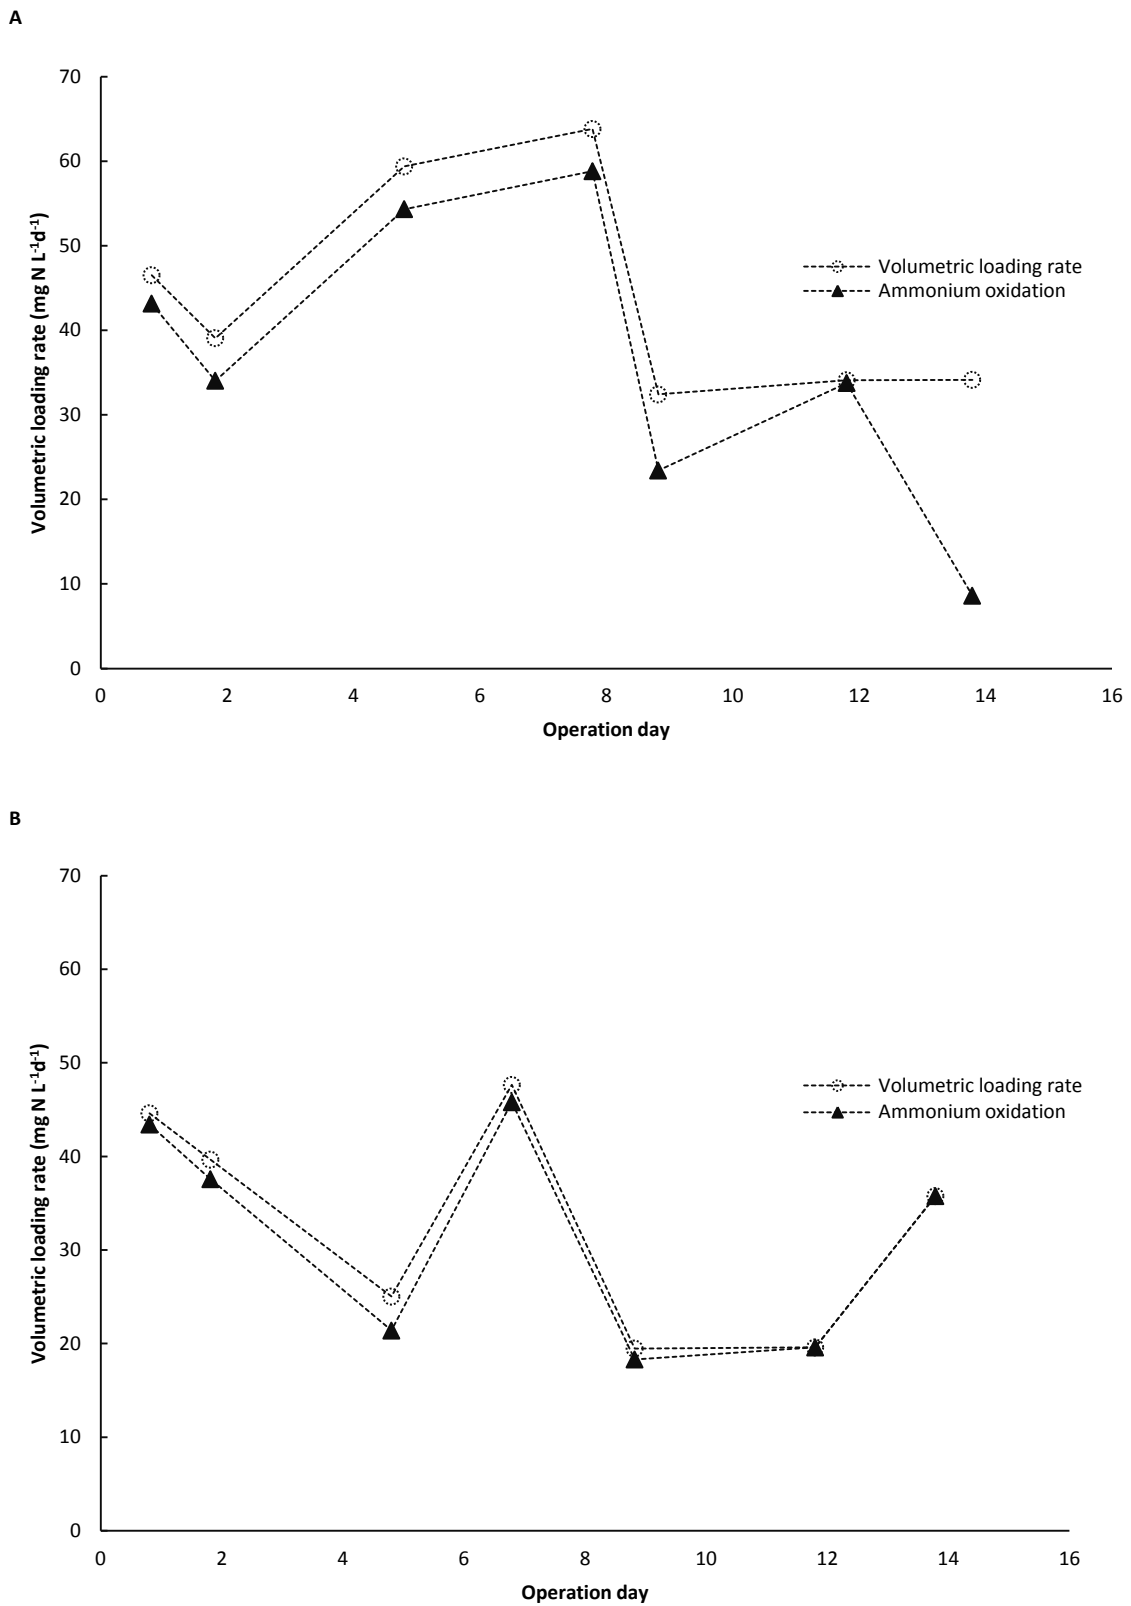 A
70
60
50
40
30
20
10
0
Volumetric loading rate (mg N L⁻¹d⁻¹)
Volumetric loading rate
Ammonium oxidation
0 2 4 6 8 10 12 14 16
Operation day
B
70
60
50
40
30
20
10
0
Volumetric loading rate (mg N L⁻¹d⁻¹)
Volumetric loading rate
Ammonium oxidation
0 2 4 6 8 10 12 14 16
Operation day